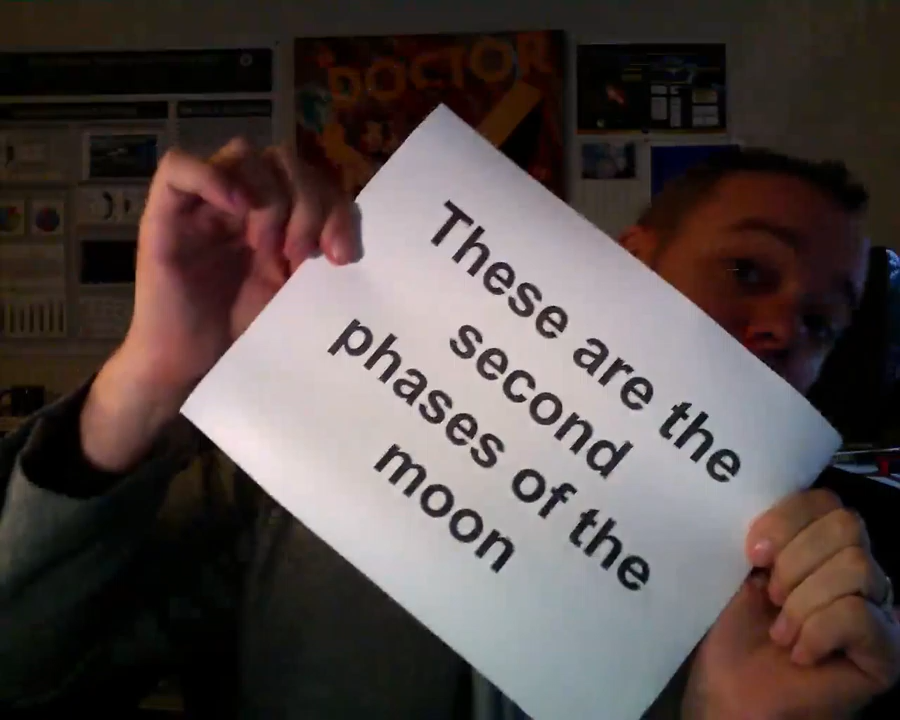 DOCTOR
These are the
second
phases of the
moon